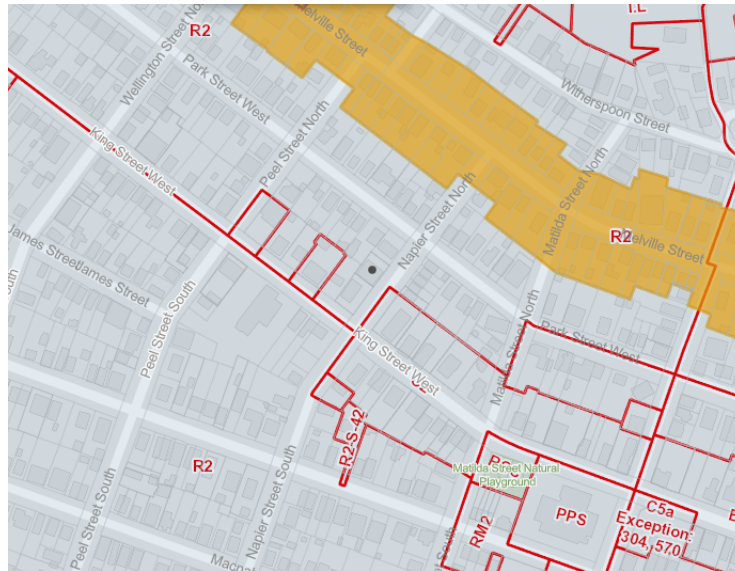 I.L
Melville Street
R2
Wellington Street North
Park Street West
Witherspoon Street
King Street West
Peel Street North
Matilda Street North
Napier Street North
R2
Melville Street
James Street
James Street
Peel Street South
Park Street West
King Street West
Matilda Street North
R2-S-42
R2
Matilda Street Natural
Playground
PPS
C5a
Exception:
304, 570
RM2
Napier Street South
Peel Street South
South